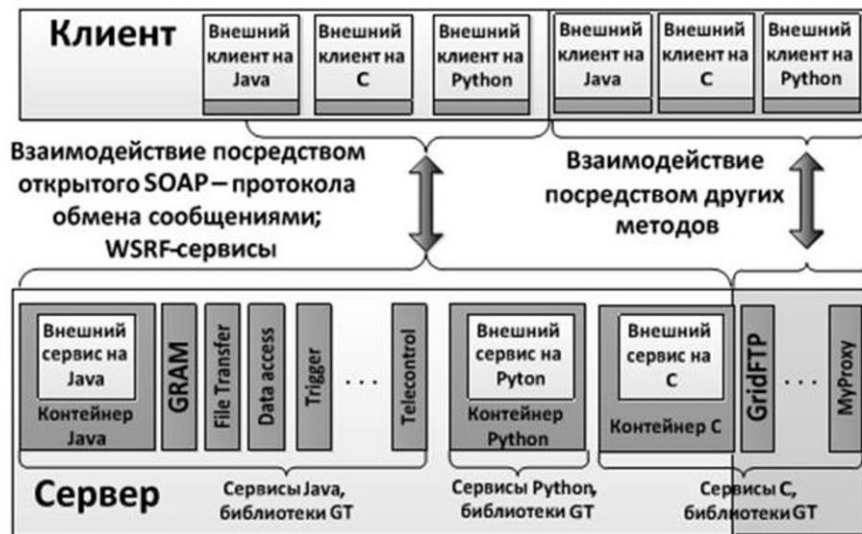 Клиент
Внешний
клиент на
Java
Внешний
клиент на
C
Внешний
клиент на
Python
Внешний
клиент на
Java
Внешний
клиент на
C
Внешний
клиент на
Python
Взаимодействие посредством
открытого SOAP – протокола
обмена сообщениями;
WSRF-сервисы
Взаимодействие
посредством других
методов
Внешний
сервис на
Java
Контейнер
Java
GRAM
File Transfer
Data access
Trigger
. . .
Telecontrol
Внешний
сервис на
Pyton
Контейнер
Python
Внешний
сервис на
C
Контейнер C
GridFTP
. . .
MyProxy
Сервер
Сервисы Java,
библиотеки GT
Сервисы Python,
библиотеки GT
Сервисы C,
библиотеки GT